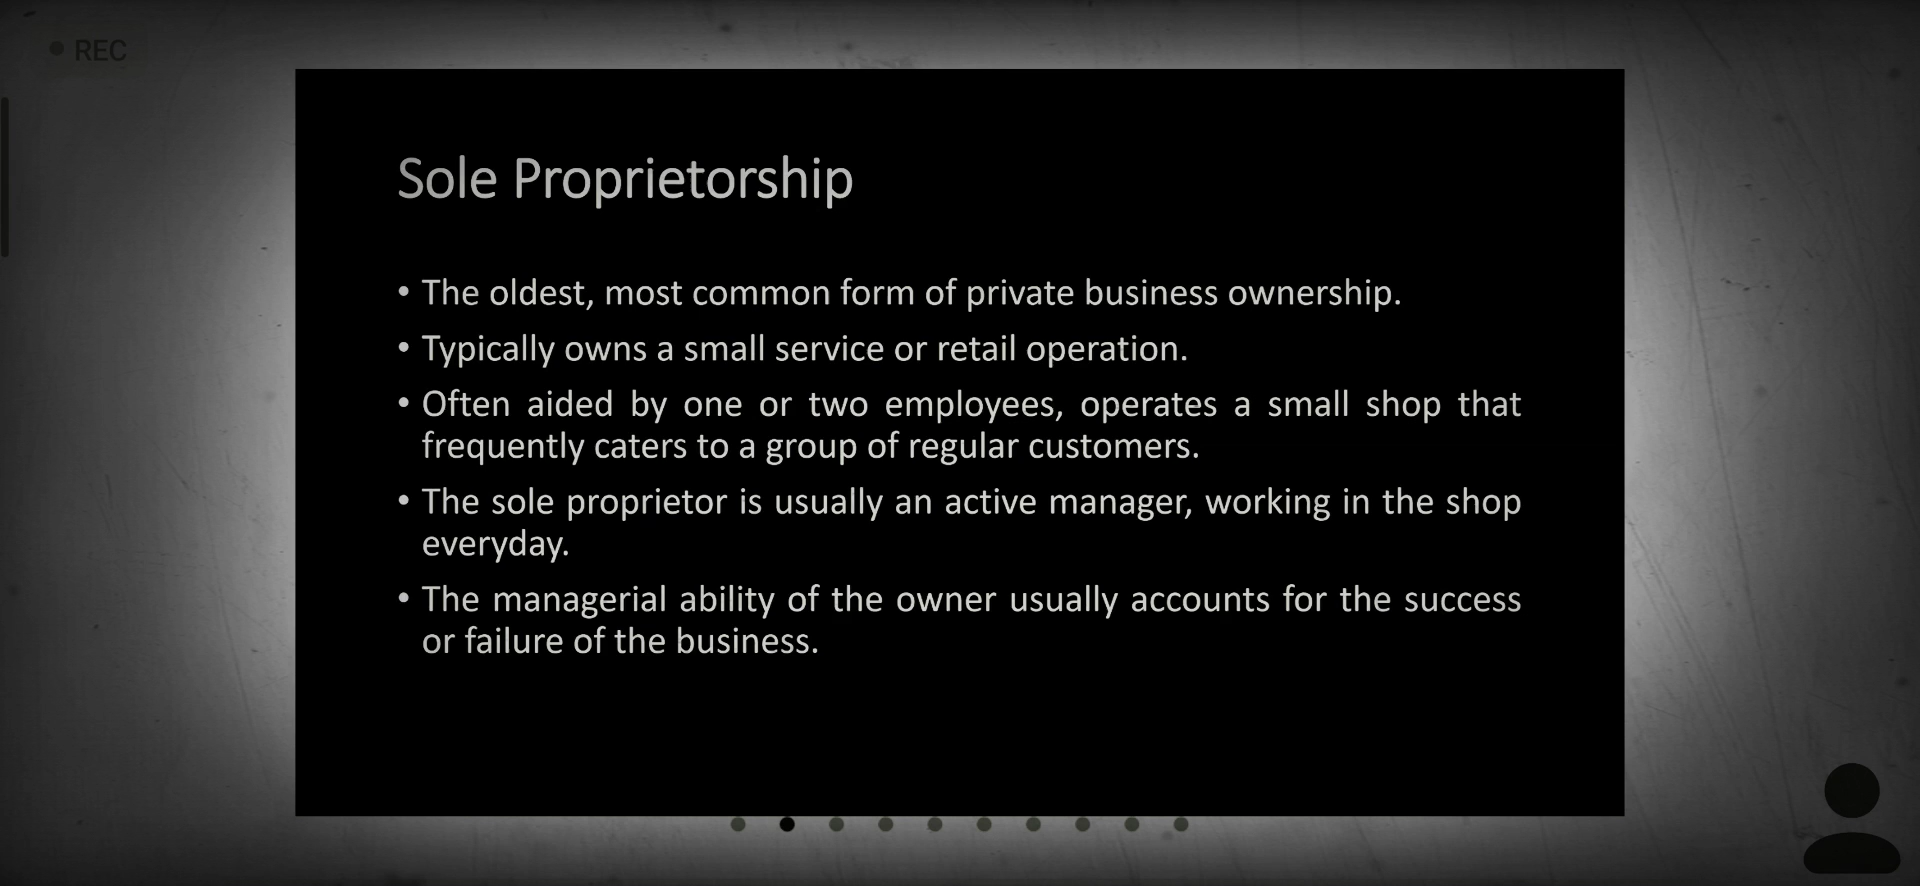 • REC
Sole Proprietorship
• The oldest, most common form of private business ownership.
• Typically owns a small service or retail operation.
• Often aided by one or two employees, operates a small shop that
frequently caters to a group of regular customers.
• The sole proprietor is usually an active manager, working in the shop
everyday.
• The managerial ability of the owner usually accounts for the success
or failure of the business.